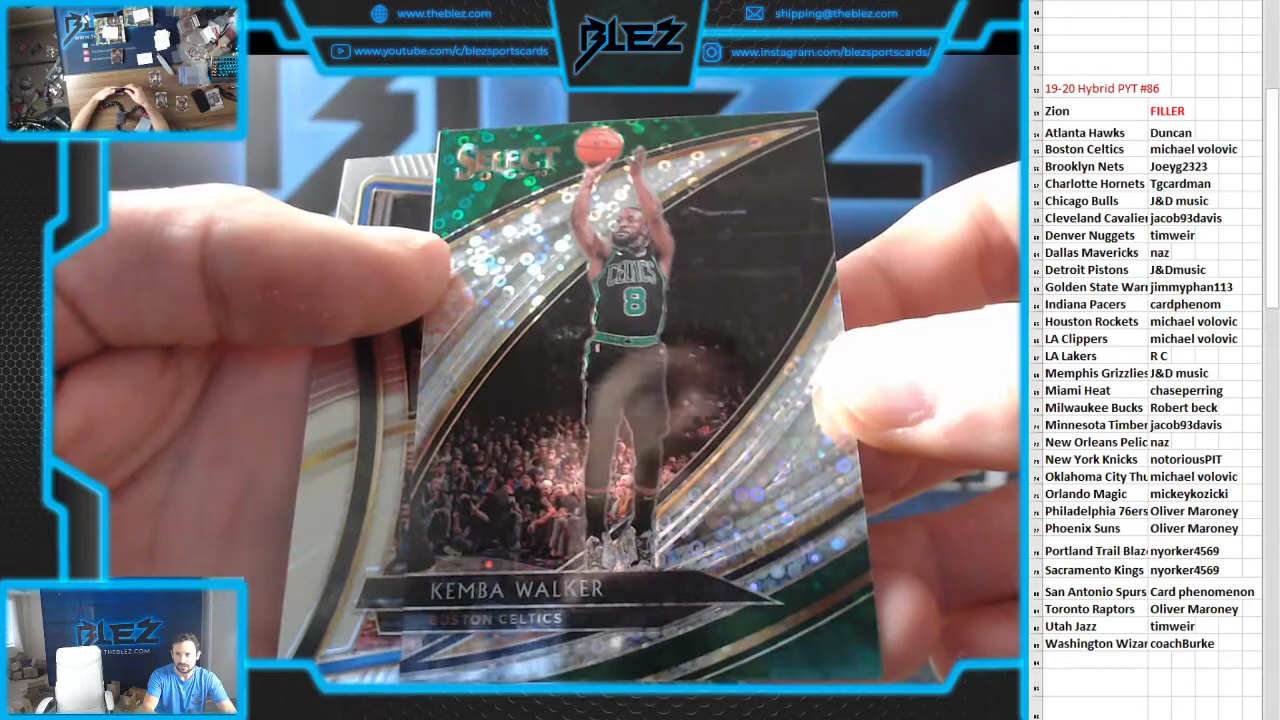 www.theblez.com
shipping@theblez.com
BLEZ
www.youtube.com/c/blezsportscards
www.instagram.com/blezsportscards/
SELECT
CELTICS
8
KEMBA WALKER
BOSTON CELTICS
BLEZ
THEBLEZ.COM
19-20 Hybrid PYT #86
Zion FILLER
Atlanta Hawks Duncan
Boston Celtics michael volovic
Brooklyn Nets Joeyg2323
Charlotte Hornets Tgcardman
Chicago Bulls J&D music
Cleveland Cavalie jacob93davis
Denver Nuggets timweir
Dallas Mavericks naz
Detroit Pistons J&Dmusic
Golden State Warr jimmyphan113
Indiana Pacers cardphenom
Houston Rockets michael volovic
LA Clippers michael volovic
LA Lakers R C
Memphis Grizzlies J&D music
Miami Heat chaseperring
Milwaukee Bucks Robert beck
Minnesota Timber jacob93davis
New Orleans Pelic naz
New York Knicks notoriousPIT
Oklahoma City Thu michael volovic
Orlando Magic mickeykozicki
Philadelphia 76ers Oliver Maroney
Phoenix Suns Oliver Maroney
Portland Trail Blaz nyorker4569
Sacramento Kings nyorker4569
San Antonio Spurs Card phenomenon
Toronto Raptors Oliver Maroney
Utah Jazz timweir
Washington Wizar coachBurke